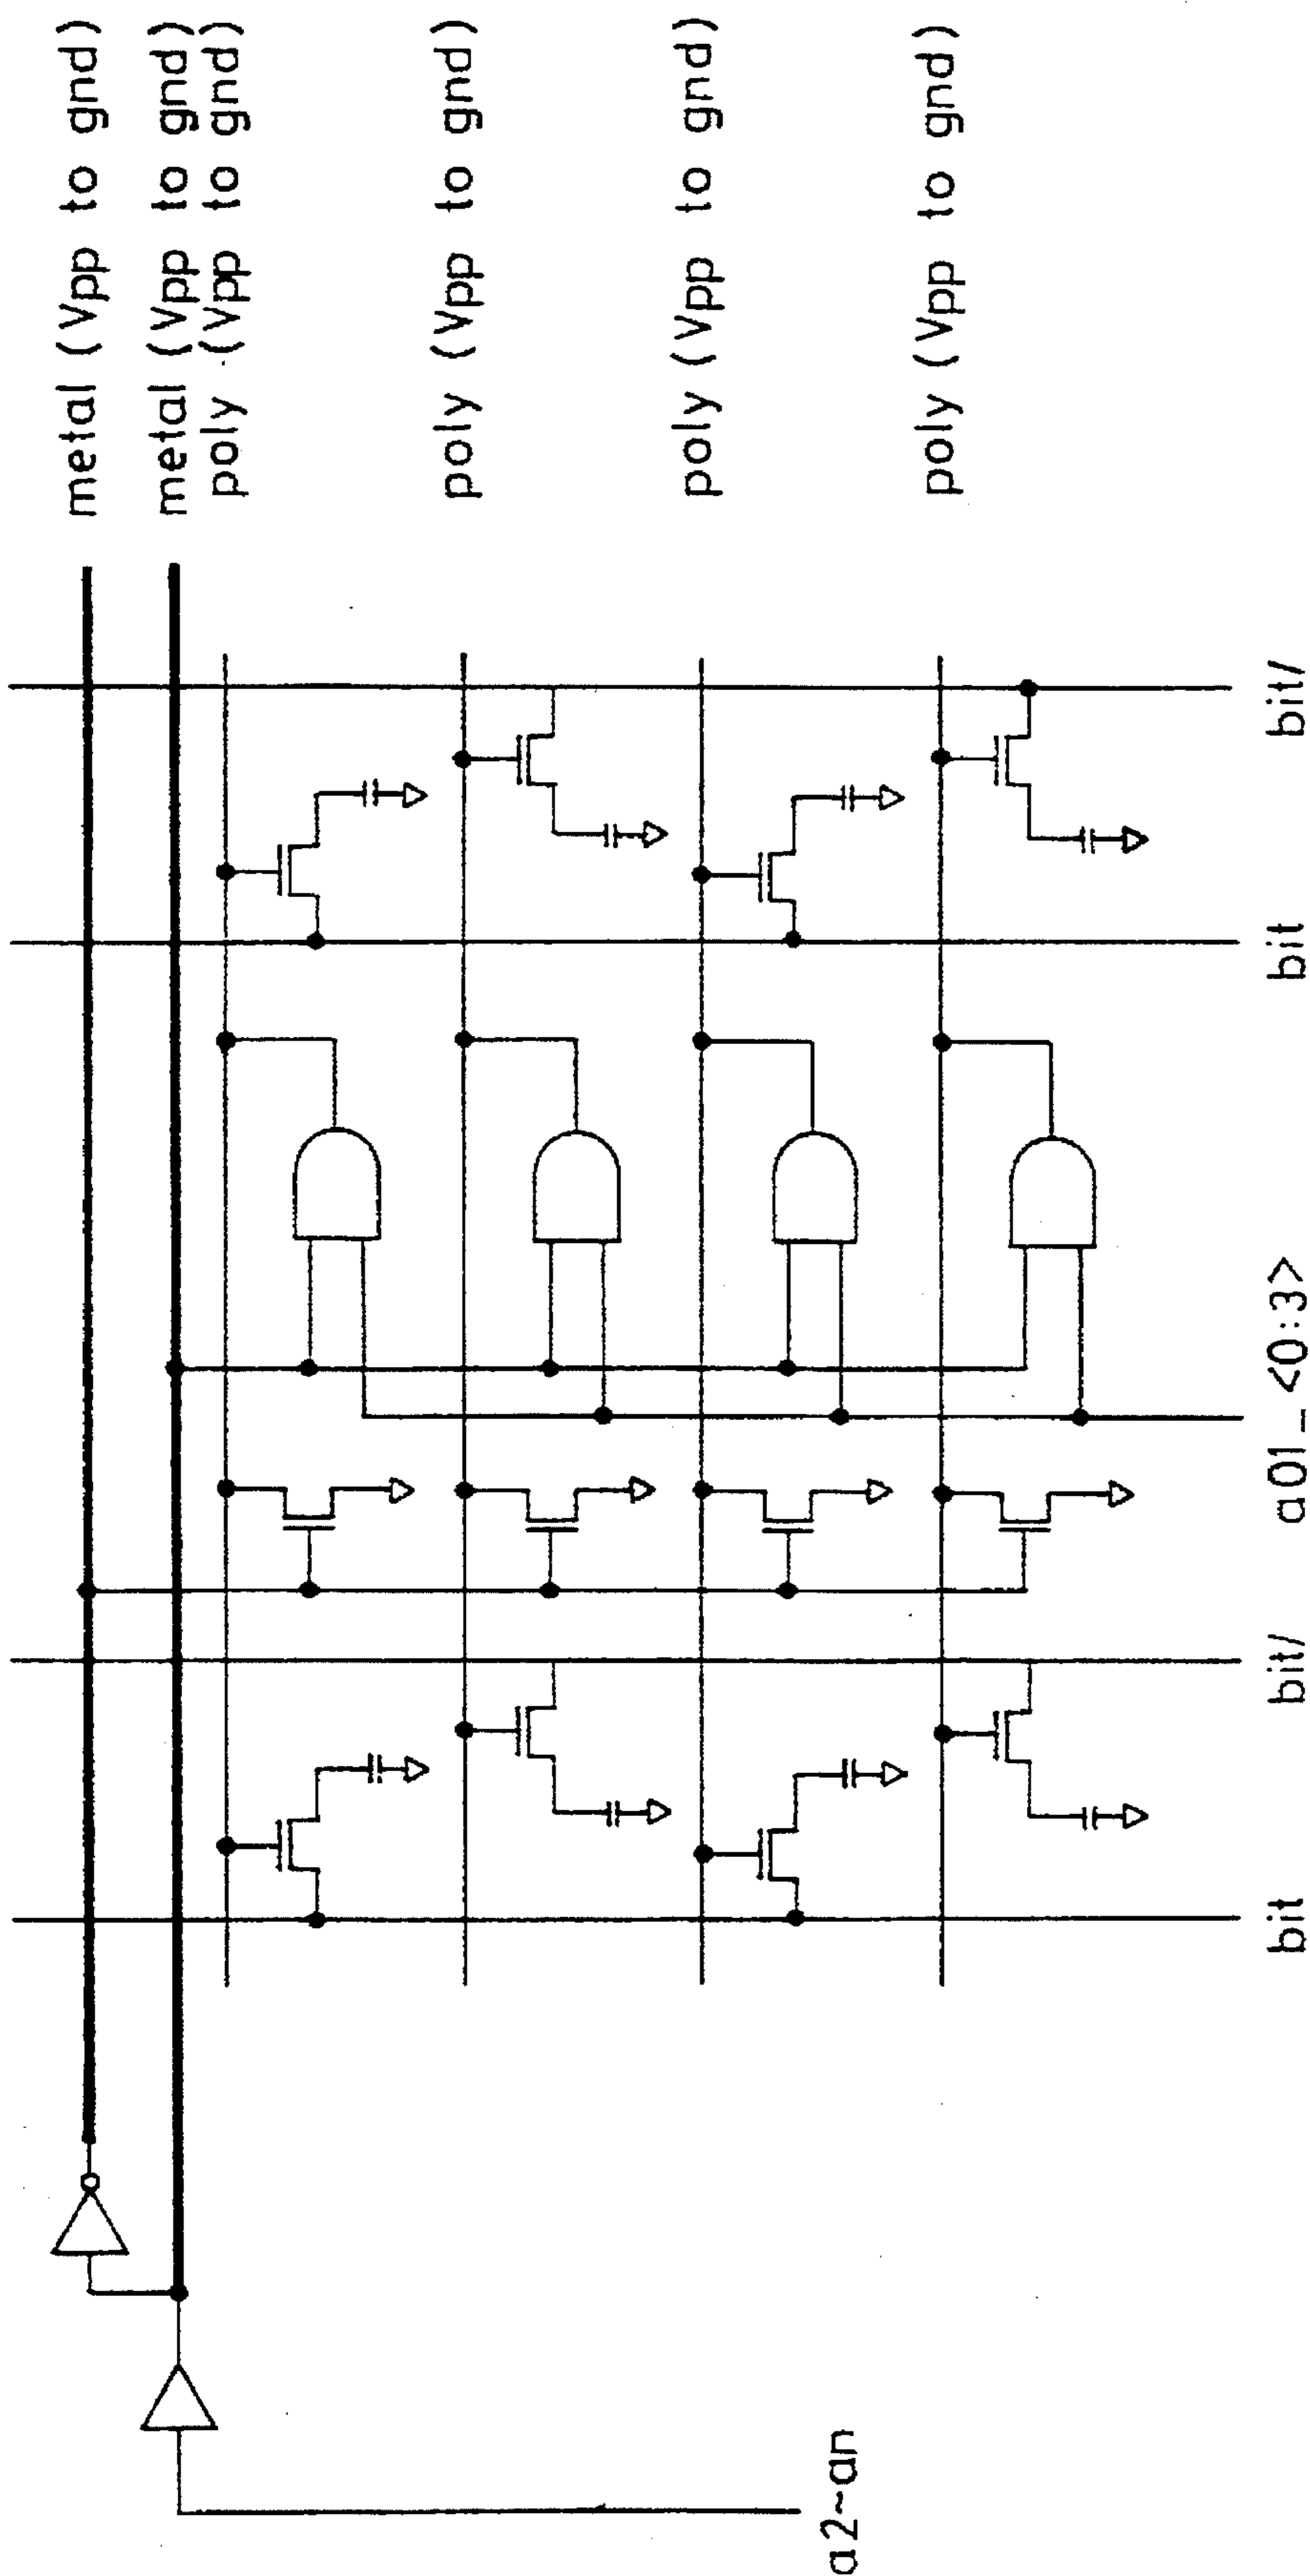 metal (Vpp to gnd)
metal (Vpp to gnd)
poly (Vpp to gnd)
poly (Vpp to gnd)
poly (Vpp to gnd)
poly (Vpp to gnd)
a2~an
bit
bit/
a01_<0:3>
bit
bit/